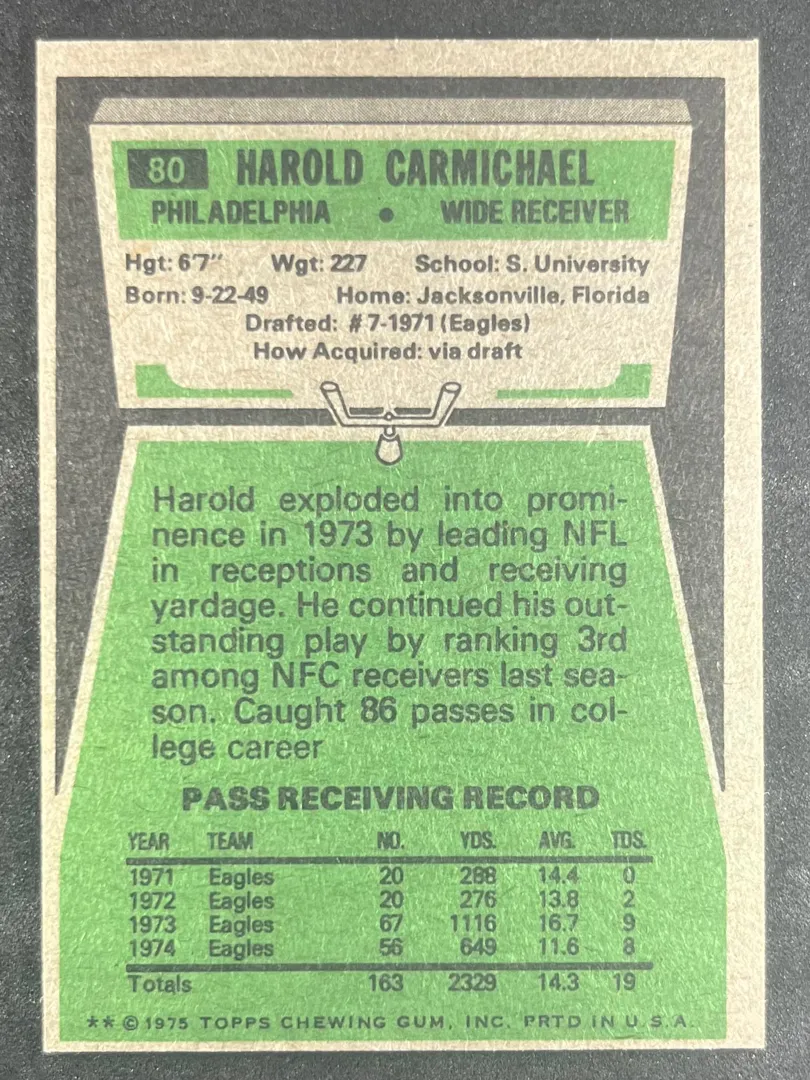 80 HAROLD CARMICHAEL
PHILADELPHIA • WIDE RECEIVER
Hgt: 6'7" Wgt: 227 School: S. University
Born: 9-22-49 Home: Jacksonville, Florida
Drafted: #7-1971 (Eagles)
How Acquired: via draft
Harold exploded into promi-
nence in 1973 by leading NFL
in receptions and receiving
yardage. He continued his out-
standing play by ranking 3rd
among NFC receivers last sea-
son. Caught 86 passes in col-
lege career
PASS RECEIVING RECORD
YEAR TEAM NO. YDS. AVG. TDS.
1971 Eagles 20 288 14.4 0
1972 Eagles 20 276 13.8 2
1973 Eagles 67 1116 16.7 9
1974 Eagles 56 649 11.6 8
Totals 163 2329 14.3 19
** © 1975 TOPPS CHEWING GUM, INC. PRTD IN U.S.A.